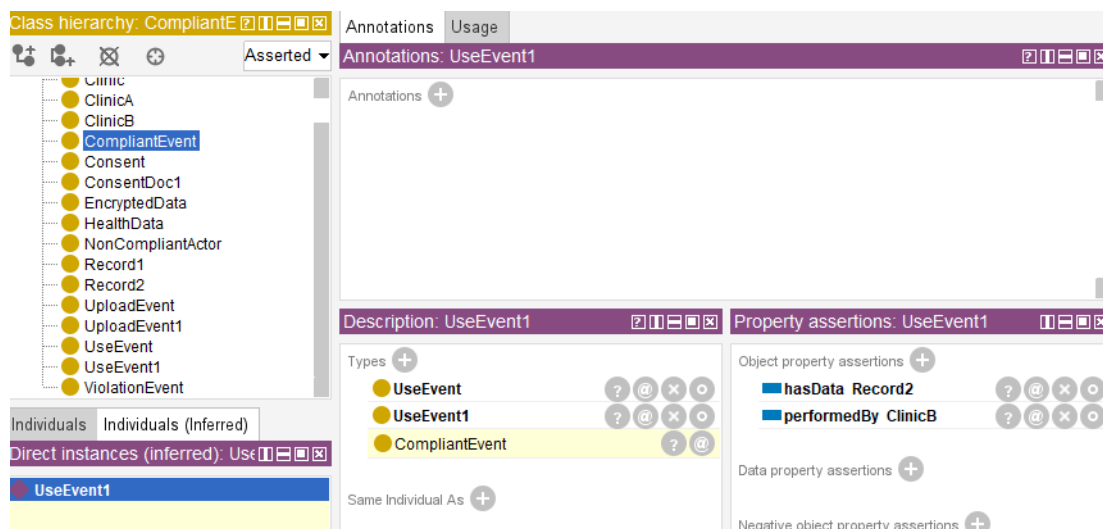 Class hierarchy: CompliantE
Asserted
Clinic
ClinicA
ClinicB
CompliantEvent
Consent
ConsentDoc1
EncryptedData
HealthData
NonCompliantActor
Record1
Record2
UploadEvent
UploadEvent1
UseEvent
UseEvent1
ViolationEvent
Individuals Individuals (Inferred)
Direct instances (inferred): Use
UseEvent1
Annotations Usage
Annotations: UseEvent1
Annotations
Description: UseEvent1
Types
UseEvent
UseEvent1
CompliantEvent
Same Individual As
Property assertions: UseEvent1
Object property assertions
hasData Record2
performedBy ClinicB
Data property assertions
Negative object property assertions